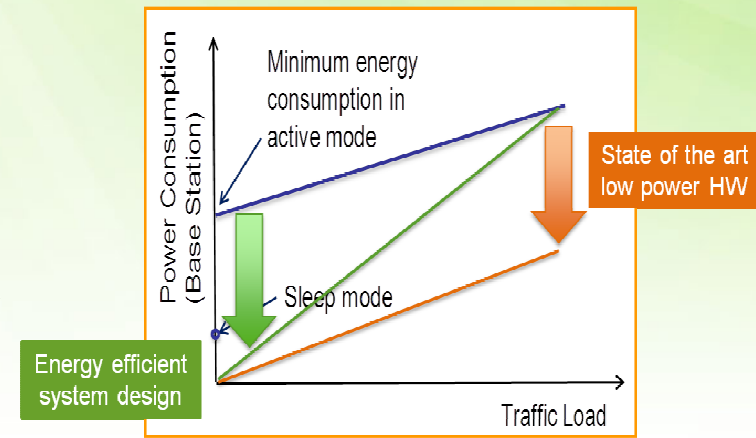 Power Consumption
(Base Station)
Minimum energy
consumption in
active mode
State of the art
low power HW
Sleep mode
Energy efficient
system design
Traffic Load